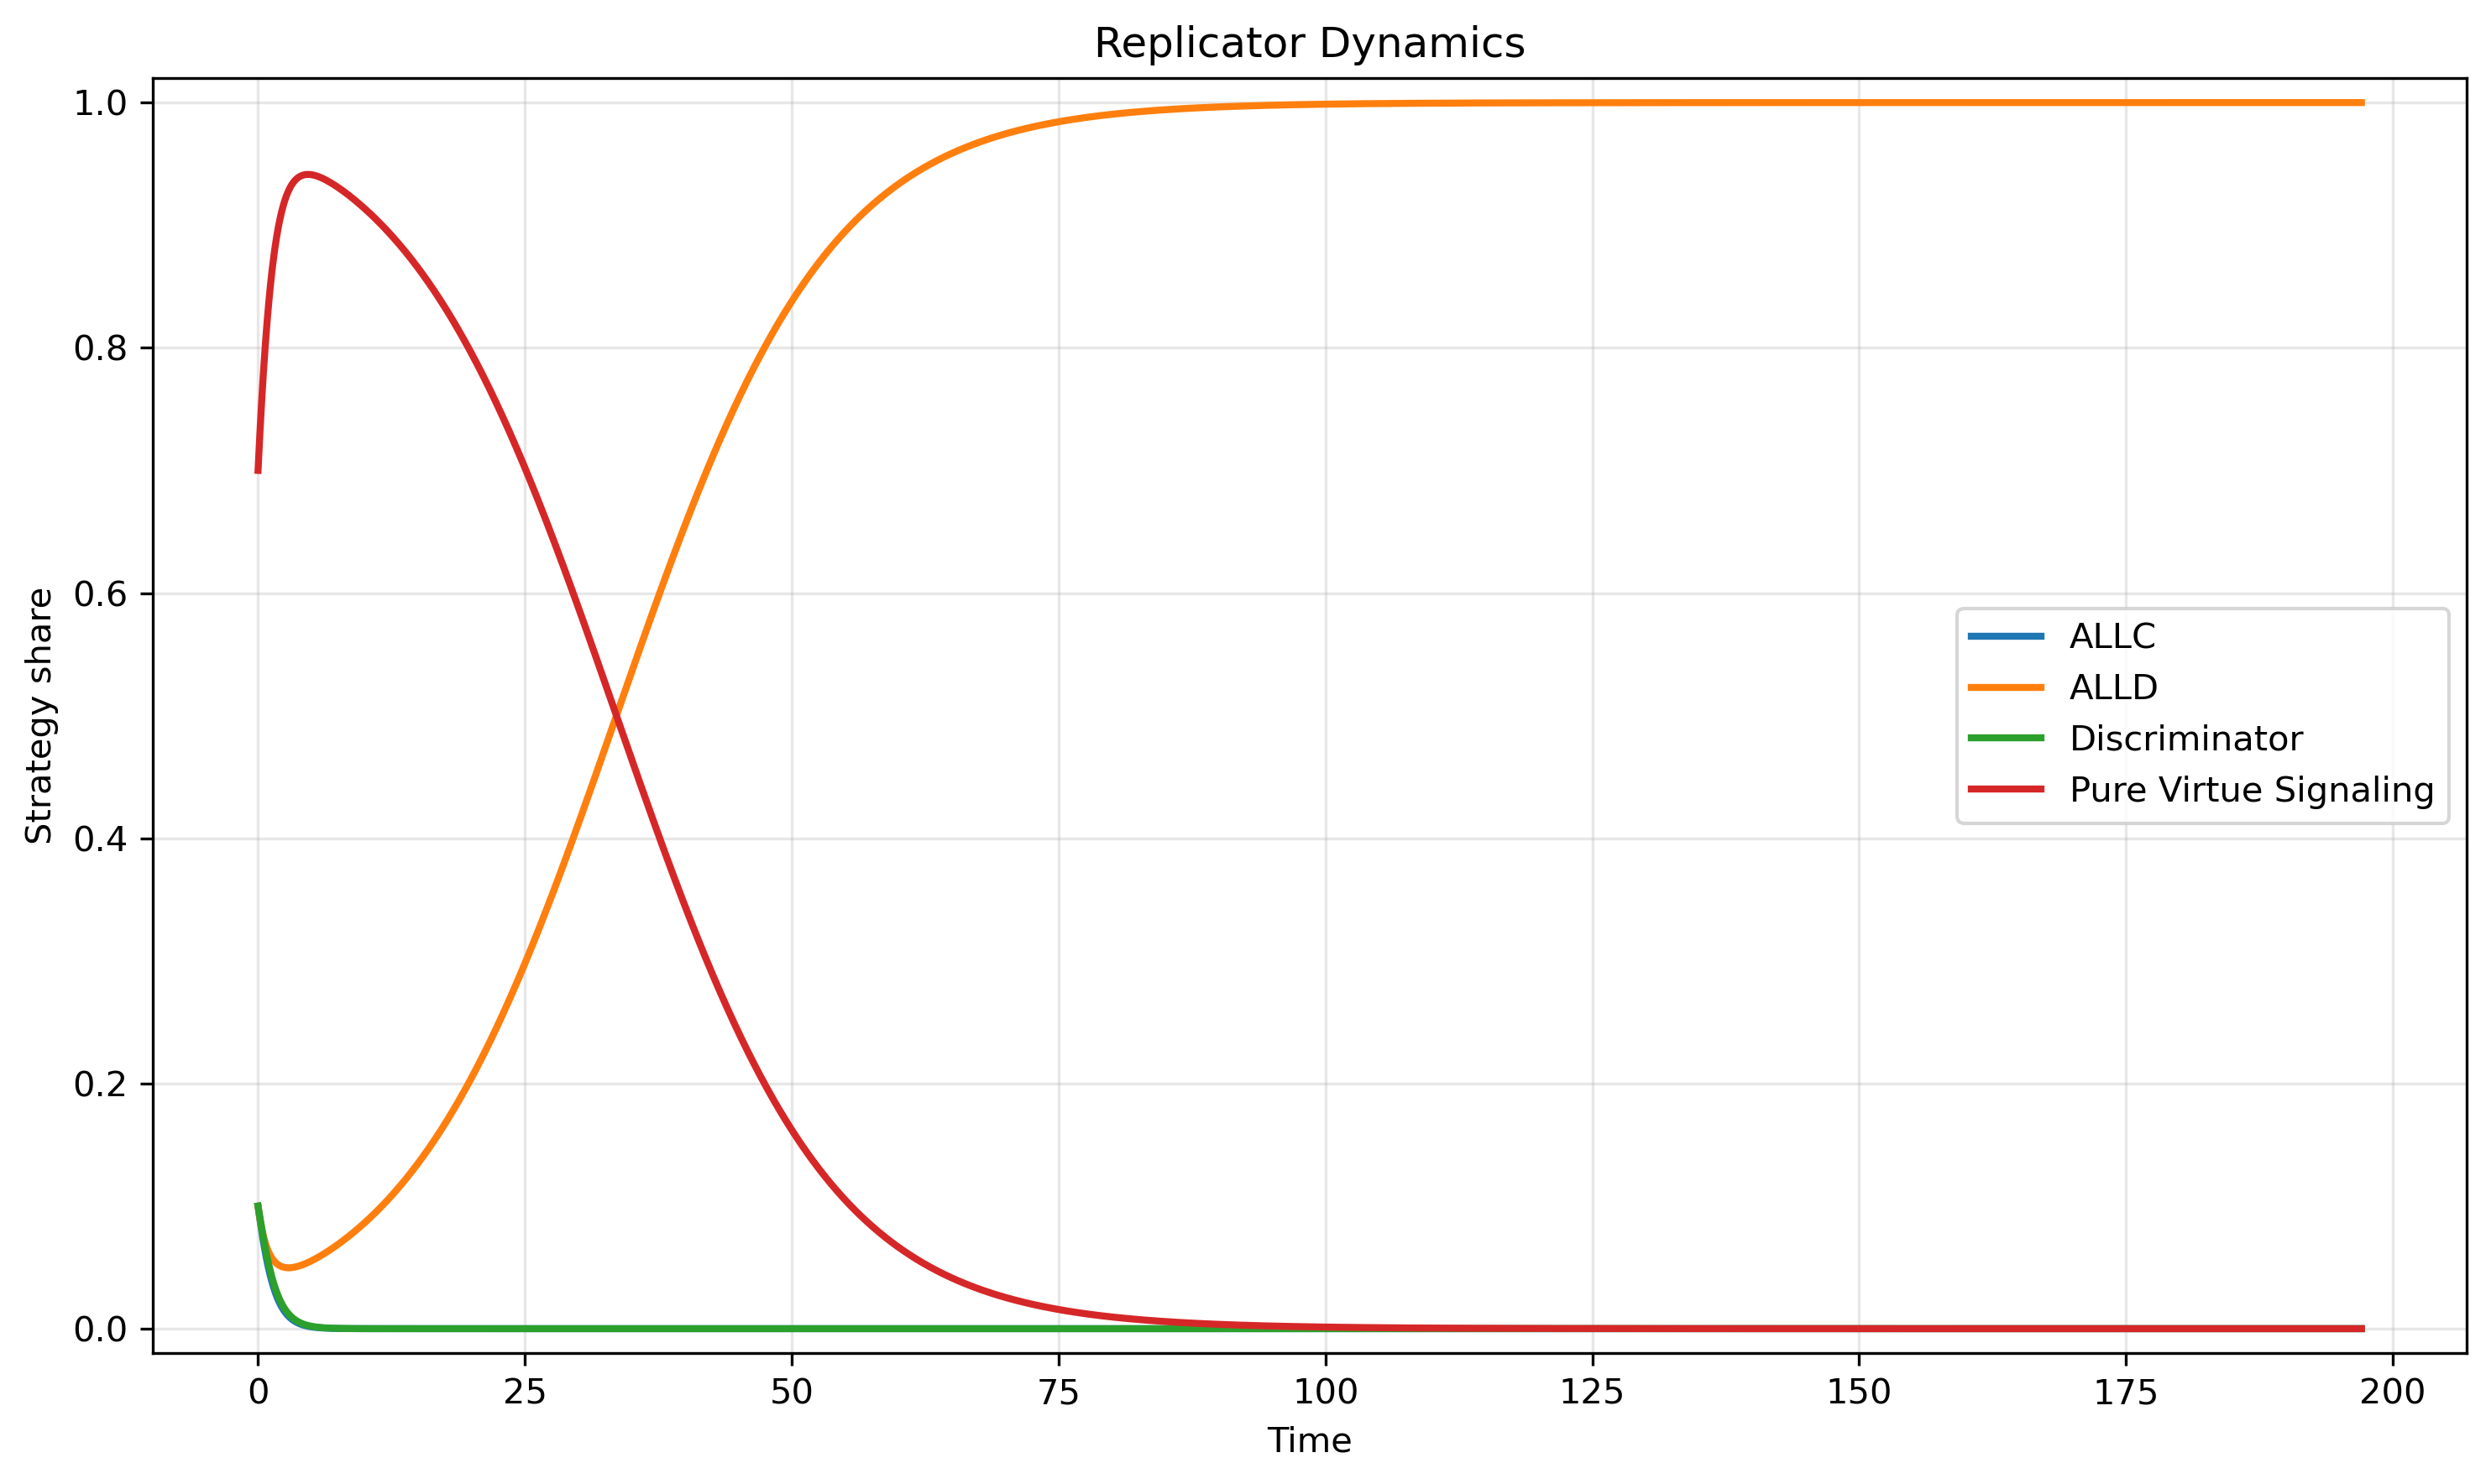 Replicator Dynamics
Strategy share
1.0
0.8
0.6
0.4
0.2
0.0
ALLC
ALLD
Discriminator
Pure Virtue Signaling
0 25 50 75 100 125 150 175 200
Time